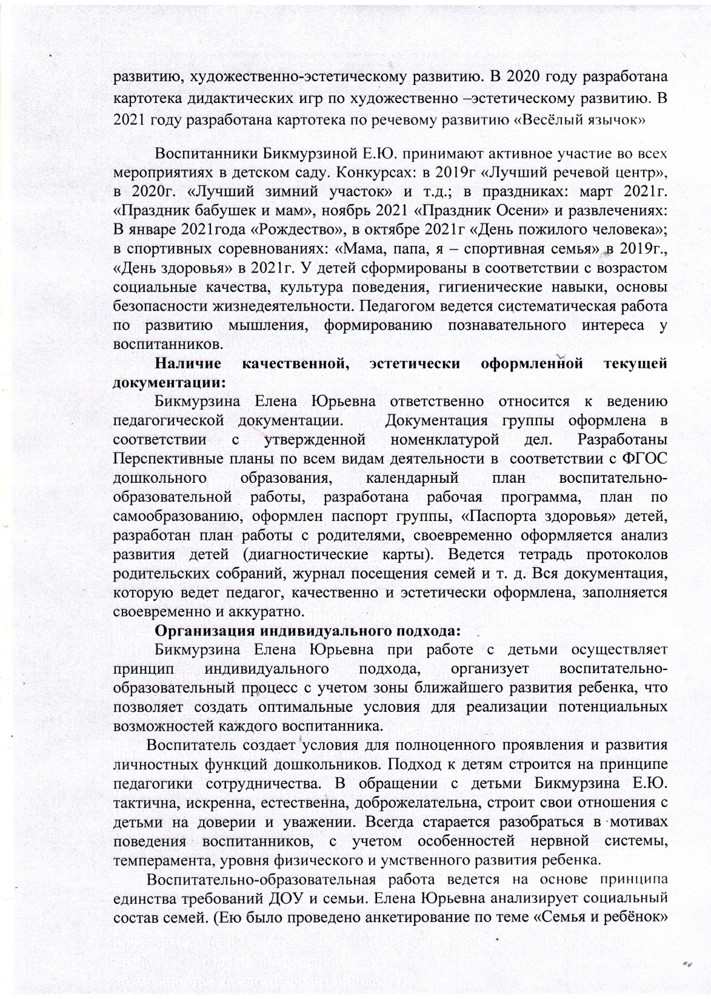 развитию, художественно-эстетическому развитию. В 2020 году разработана
картотека дидактических игр по художественно –эстетическому развитию. В
2021 году разработана картотека по речевому развитию «Весёлый язычок»
Воспитанники Бикмурзиной Е.Ю. принимают активное участие во всех
мероприятиях в детском саду. Конкурсах: в 2019г «Лучший речевой центр»,
в 2020г. «Лучший зимний участок» и т.д.; в праздниках: март 2021г.
«Праздник бабушек и мам», ноябрь 2021 «Праздник Осени» и развлечениях:
В январе 2021года «Рождество», в октябре 2021г «День пожилого человека»;
в спортивных соревнованиях: «Мама, папа, я – спортивная семья» в 2019г.,
«День здоровья» в 2021г. У детей сформированы в соответствии с возрастом
социальные качества, культура поведения, гигиенические навыки, основы
безопасности жизнедеятельности. Педагогом ведется систематическая работа
по развитию мышления, формированию познавательного интереса у
воспитанников.
Наличие качественной, эстетически оформленной текущей
документации:
Бикмурзина Елена Юрьевна ответственно относится к ведению
педагогической документации. Документация группы оформлена в
соответствии с утвержденной номенклатурой дел. Разработаны
Перспективные планы по всем видам деятельности в соответствии с ФГОС
дошкольного образования, календарный план воспитательно-
образовательной работы, разработана рабочая программа, план по
самообразованию, оформлен паспорт группы, «Паспорта здоровья» детей,
разработан план работы с родителями, своевременно оформляется анализ
развития детей (диагностические карты). Ведется тетрадь протоколов
родительских собраний, журнал посещения семей и т. д. Вся документация,
которую ведет педагог, качественно и эстетически оформлена, заполняется
своевременно и аккуратно.
Организация индивидуального подхода:
Бикмурзина Елена Юрьевна при работе с детьми осуществляет
принцип индивидуального подхода, организует воспитательно-
образовательный процесс с учетом зоны ближайшего развития ребенка, что
позволяет создать оптимальные условия для реализации потенциальных
возможностей каждого воспитанника.
Воспитатель создает условия для полноценного проявления и развития
личностных функций дошкольников. Подход к детям строится на принципе
педагогики сотрудничества. В обращении с детьми Бикмурзина Е.Ю.
тактична, искренна, естественна, доброжелательна, строит свои отношения с
детьми на доверии и уважении. Всегда старается разобраться в мотивах
поведения воспитанников, с учетом особенностей нервной системы,
темперамента, уровня физического и умственного развития ребенка.
Воспитательно-образовательная работа ведется на основе принципа
единства требований ДОУ и семьи. Елена Юрьевна анализирует социальный
состав семей. (Ею было проведено анкетирование по теме «Семья и ребёнок»